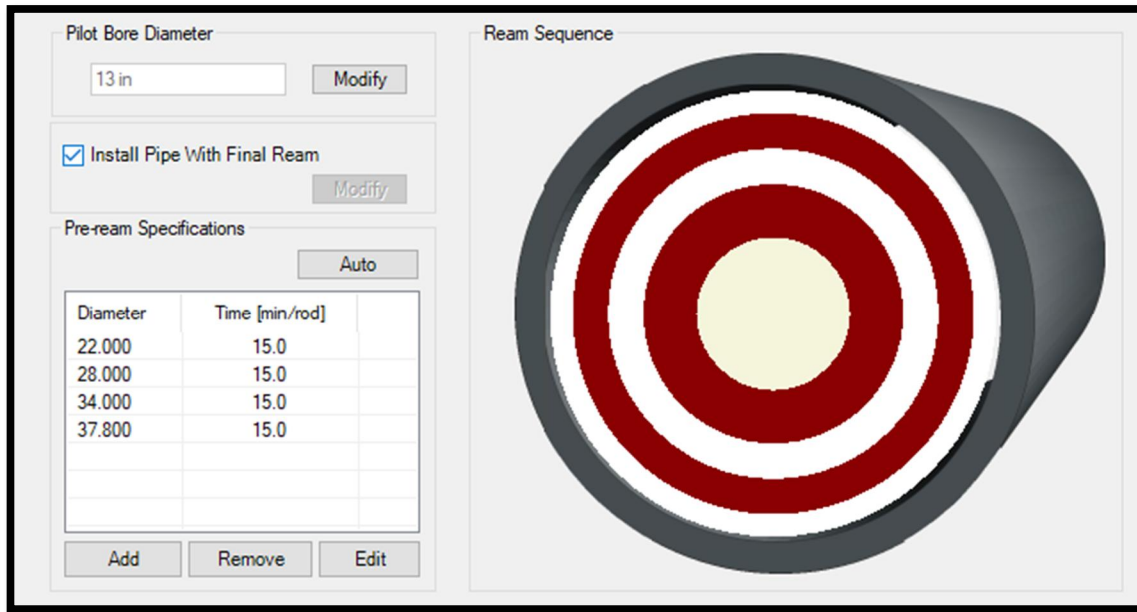 Pilot Bore Diameter
13 in
Modify
Install Pipe With Final Ream
Modify
Pre-ream Specifications
Auto
Diameter Time [min/rod]
22.000 15.0
28.000 15.0
34.000 15.0
37.800 15.0
Add Remove Edit
Ream Sequence